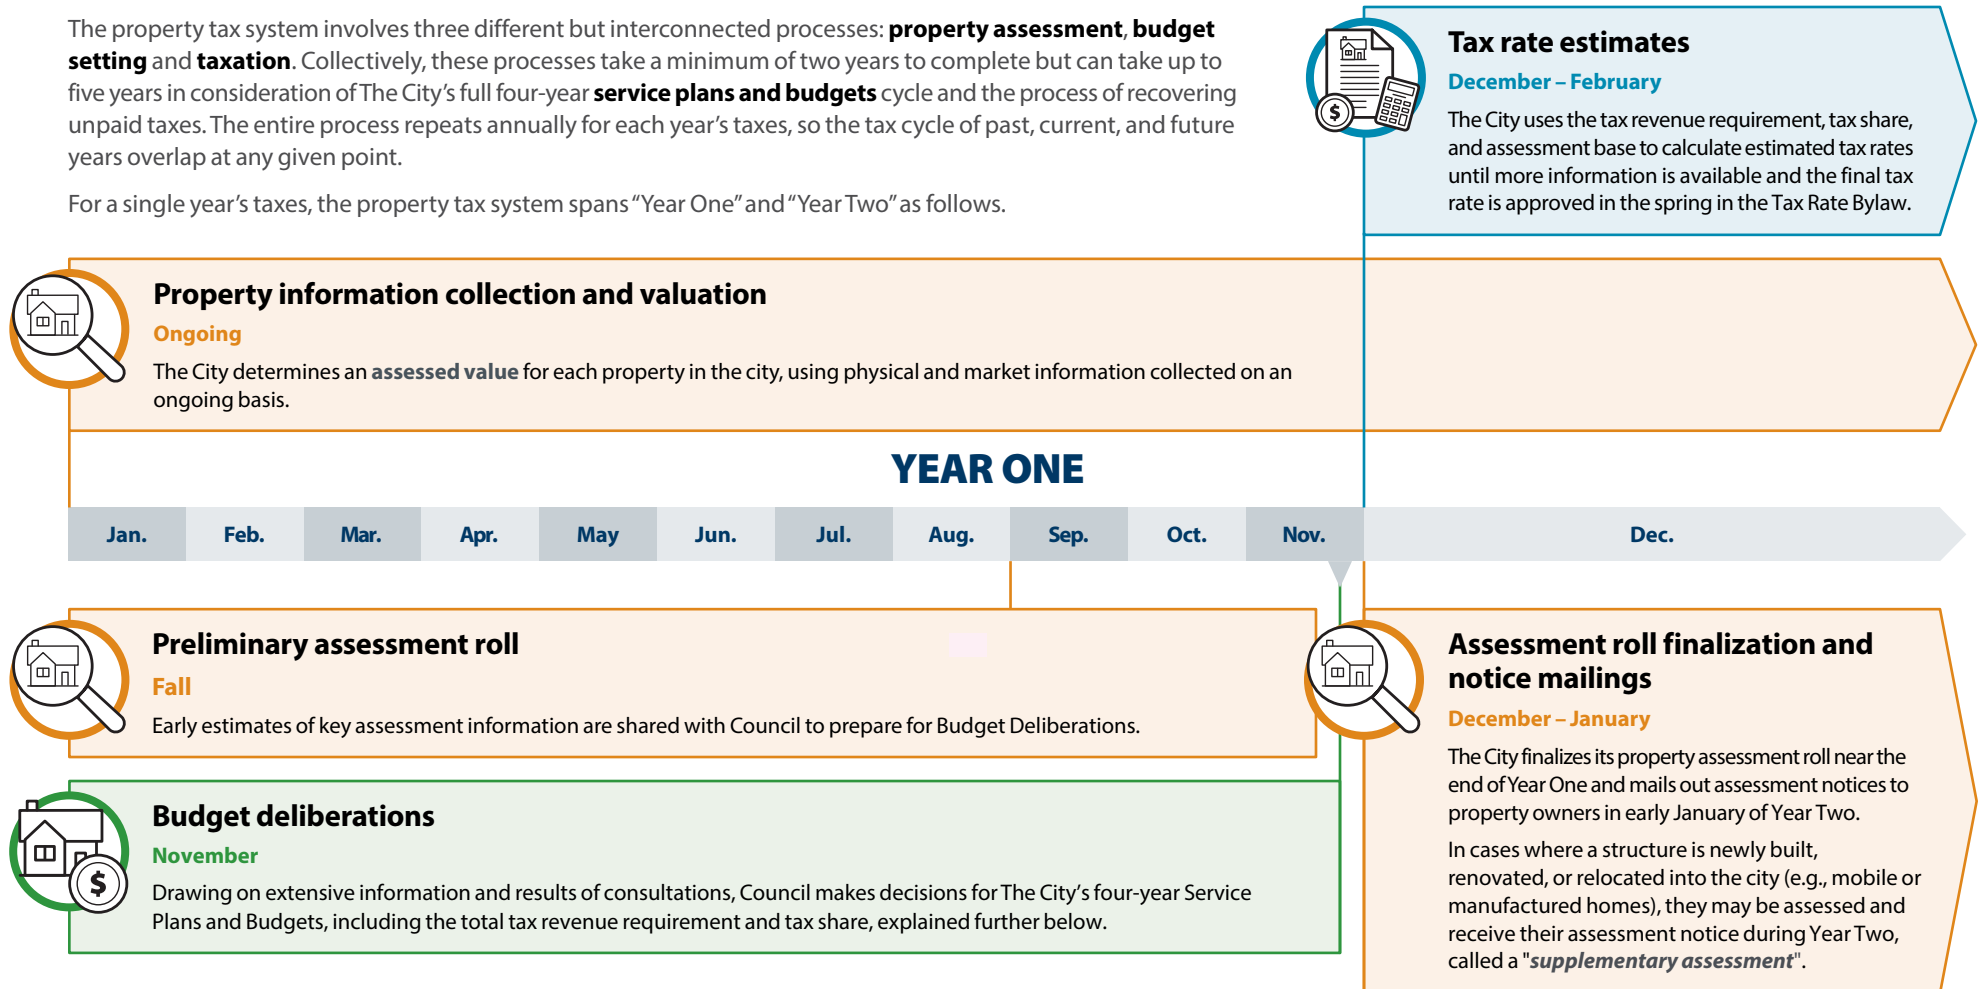 The property tax system involves three different but interconnected processes: property assessment, budget
setting and taxation. Collectively, these processes take a minimum of two years to complete but can take up to
five years in consideration of The City's full four-year service plans and budgets cycle and the process of recovering
unpaid taxes. The entire process repeats annually for each year's taxes, so the tax cycle of past, current, and future
years overlap at any given point.
For a single year's taxes, the property tax system spans “Year One” and “Year Two” as follows.
$
Tax rate estimates
December – February
The City uses the tax revenue requirement, tax share,
and assessment base to calculate estimated tax rates
until more information is available and the final tax
rate is approved in the spring in the Tax Rate Bylaw.
Property information collection and valuation
Ongoing
The City determines an assessed value for each property in the city, using physical and market information collected on an
ongoing basis.
YEAR ONE
Jan. Feb. Mar. Apr. May Jun. Jul. Aug. Sep. Oct. Nov. Dec.
Preliminary assessment roll
Fall
Early estimates of key assessment information are shared with Council to prepare for Budget Deliberations.
$
Budget deliberations
November
Drawing on extensive information and results of consultations, Council makes decisions for The City's four-year Service
Plans and Budgets, including the total tax revenue requirement and tax share, explained further below.
Assessment roll finalization and
notice mailings
December – January
The City finalizes its property assessment roll near the
end of Year One and mails out assessment notices to
property owners in early January of Year Two.
In cases where a structure is newly built,
renovated, or relocated into the city (e.g., mobile or
manufactured homes), they may be assessed and
receive their assessment notice during Year Two,
called a "supplementary assessment".